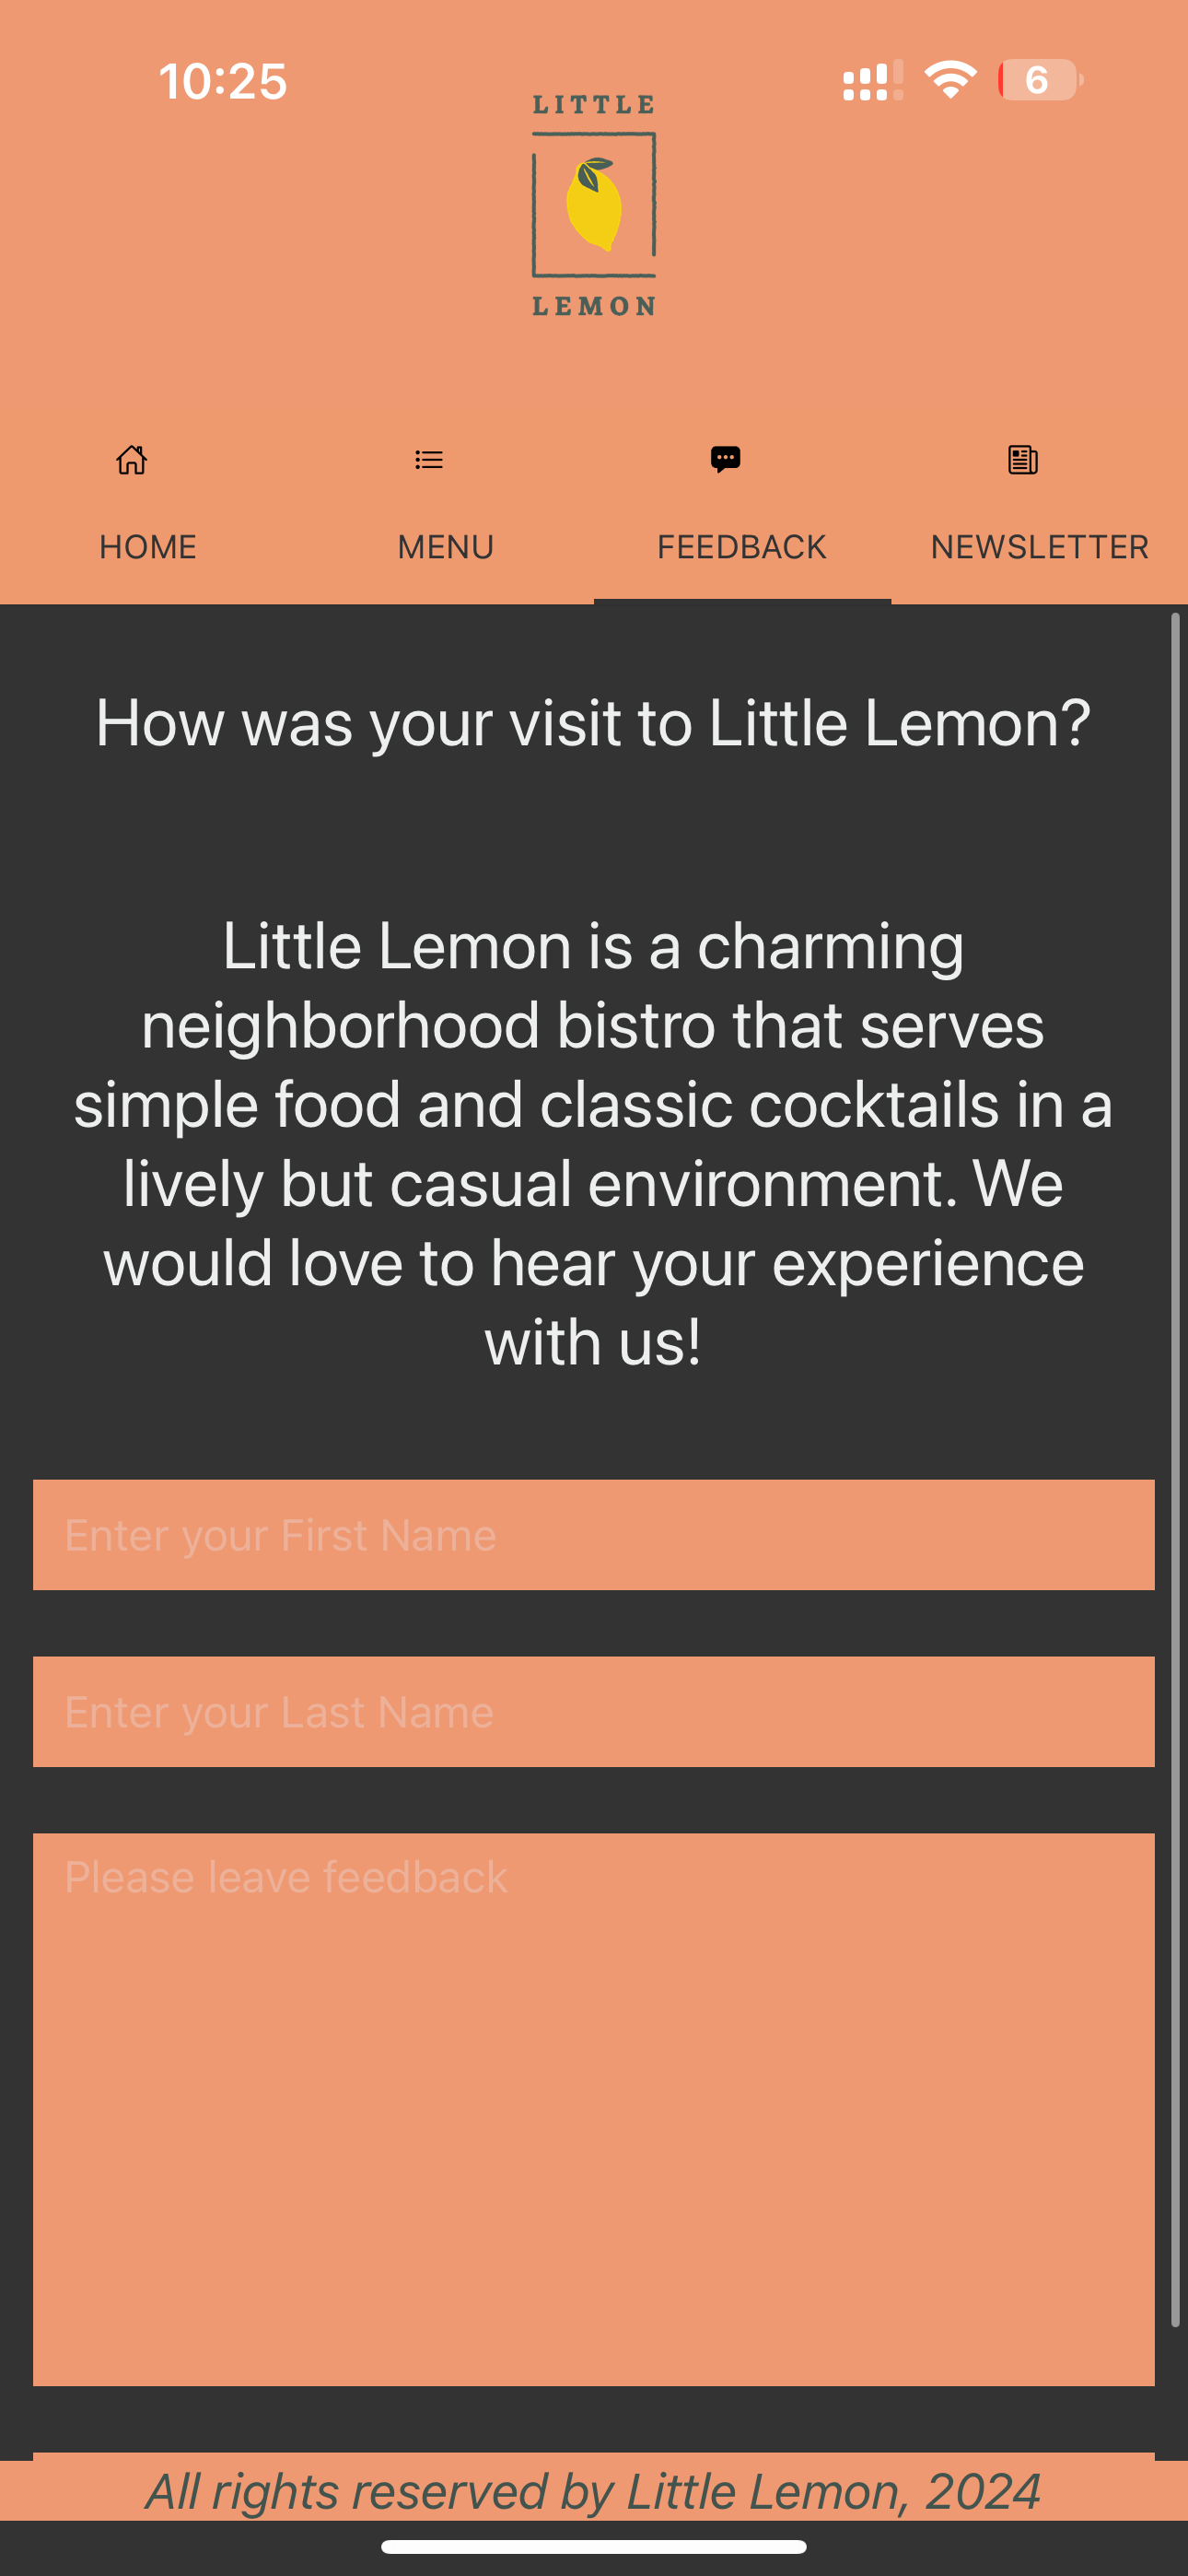 10:25
6
LITTLE
LEMON
HOME
MENU
FEEDBACK
NEWSLETTER
How was your visit to Little Lemon?
Little Lemon is a charming
neighborhood bistro that serves
simple food and classic cocktails in a
lively but casual environment. We
would love to hear your experience
with us!
Enter your First Name
Enter your Last Name
Please leave feedback
All rights reserved by Little Lemon, 2024